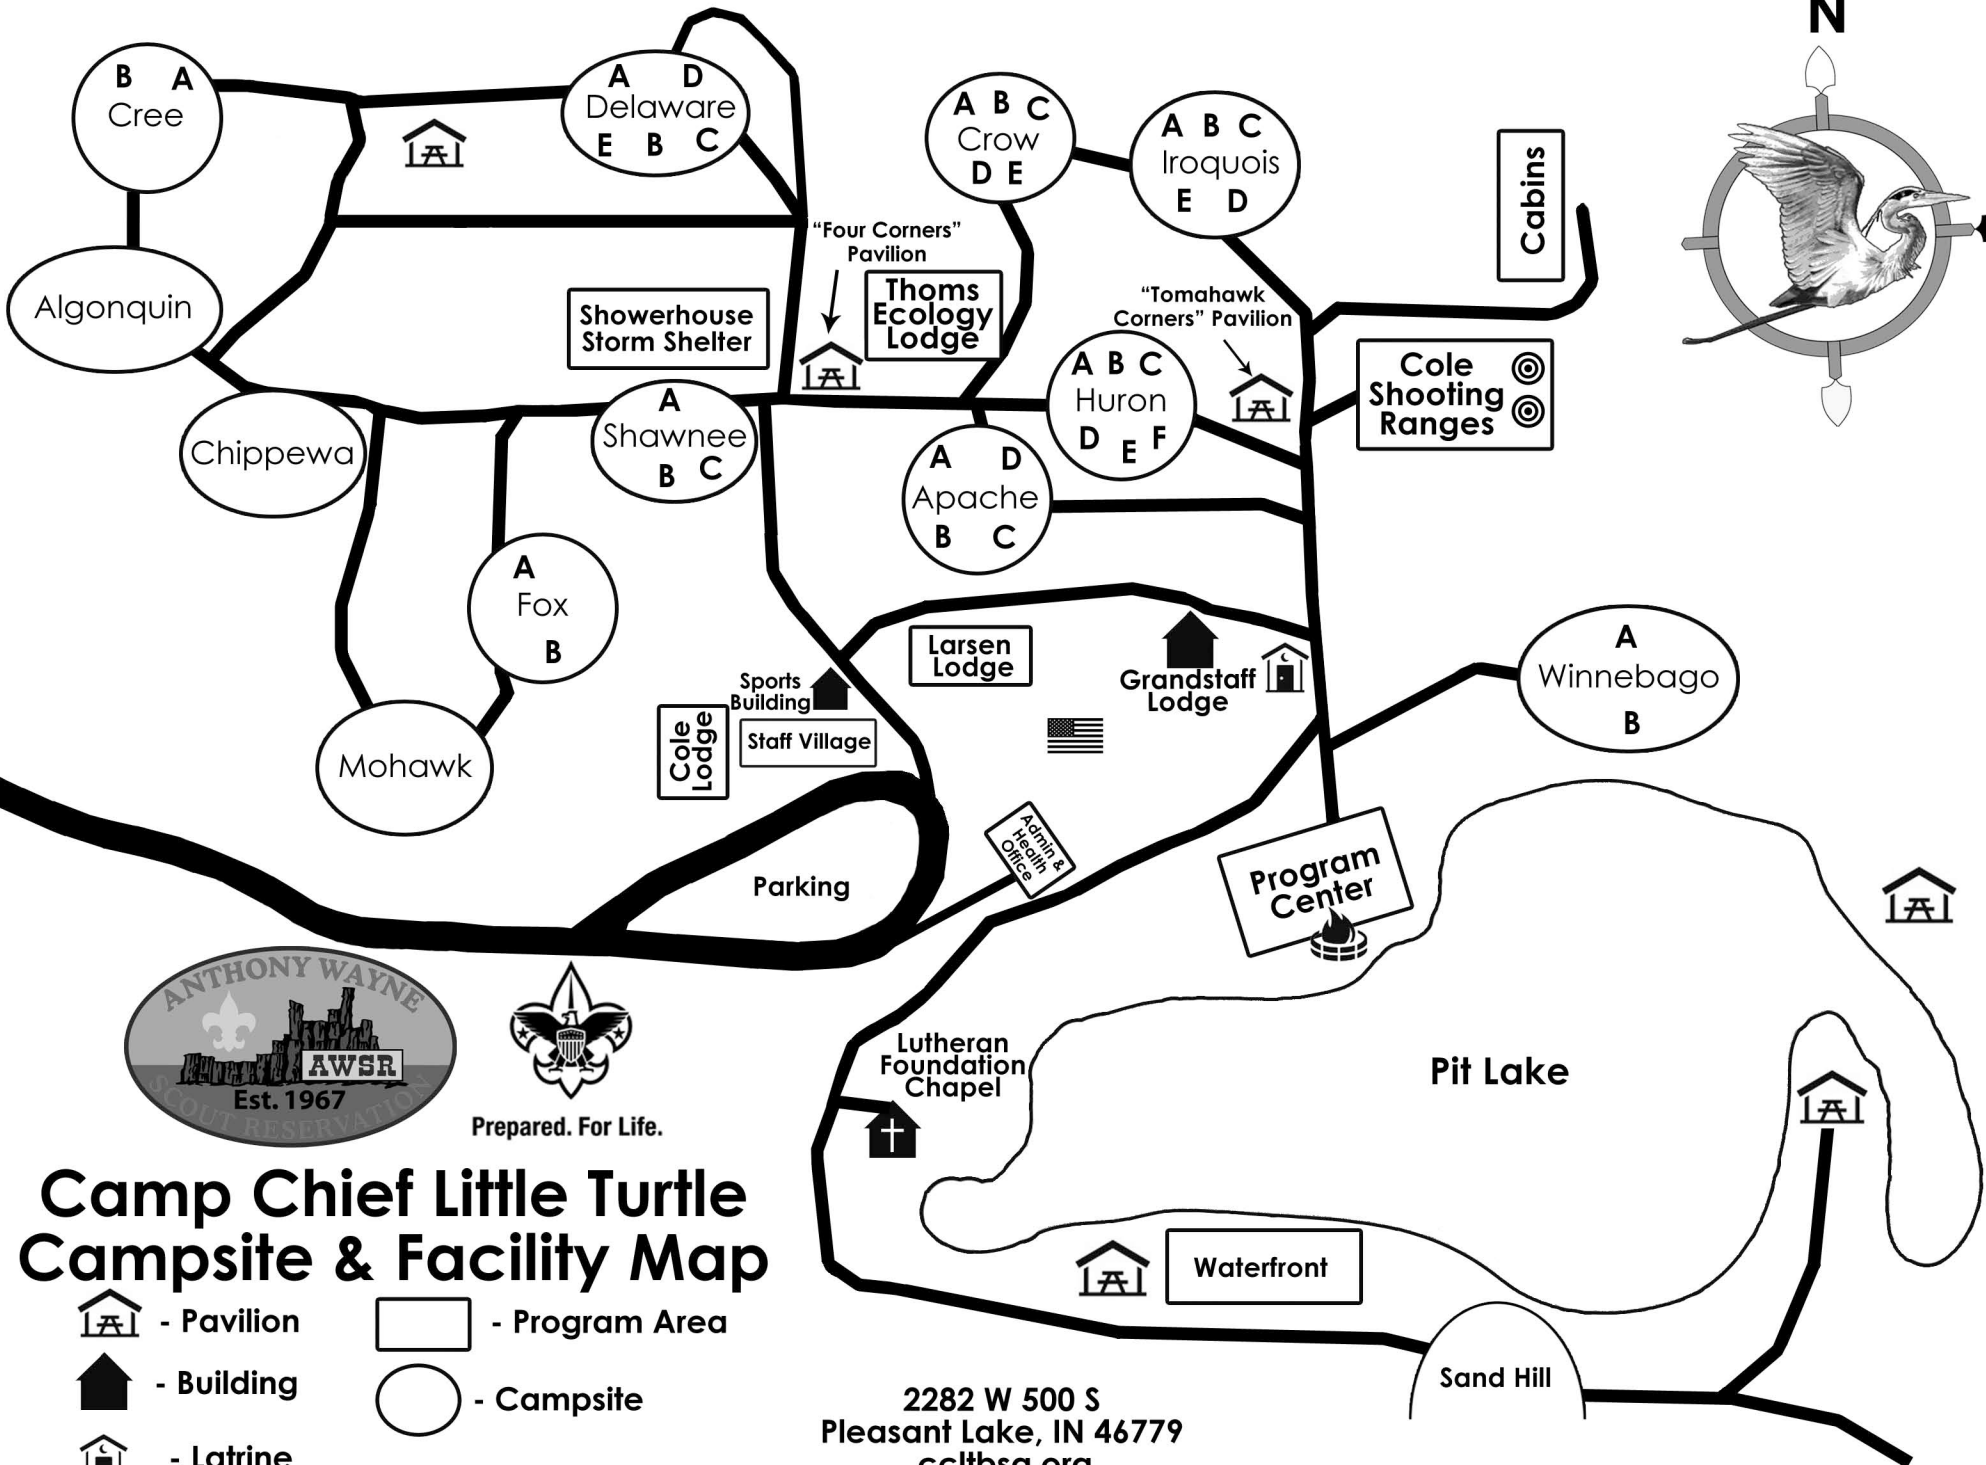 N
B A
Cree
A D
Delaware
E B C
A B C
Crow
D E
A B C
Iroquois
E D
Cabins
Algonquin
"Four Corners"
Pavilion
Showerhouse
Storm Shelter
Thoms
Ecology
Lodge
"Tomahawk
Corners" Pavilion
Cole
Shooting
Ranges
A B C
Huron
D E F
Chippewa
A
Shawnee
B C
A D
Apache
B C
A
Fox
B
Larsen
Lodge
Grandstaff
Lodge
A
Winnebago
B
Sports
Building
Cole
Lodge
Staff Village
Mohawk
Admin &
Health
Office
Parking
Program
Center
ANTHONY WAYNE
AWSR
Est. 1967
SCOUT RESERVATION
Prepared. For Life.
Lutheran
Foundation
Chapel
Pit Lake
Waterfront
Sand Hill
Camp Chief Little Turtle
Campsite & Facility Map
- Pavilion
- Program Area
- Building
- Campsite
- Latrine
2282 W 500 S
Pleasant Lake, IN 46779
ccltbsa.org